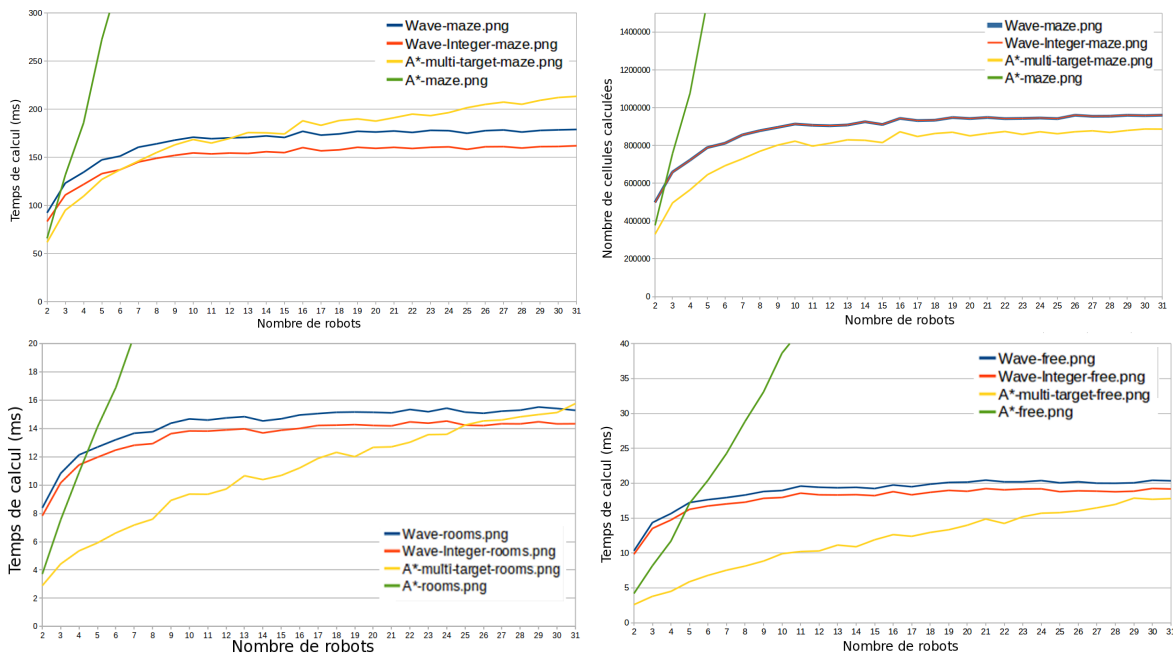 300
250
200
150
100
50
0
Temps de calcul (ms)
Wave-maze.png
Wave-Integer-maze.png
A*-multi-target-maze.png
A*-maze.png
2 3 4 5 6 7 8 9 10 11 12 13 14 15 16 17 18 19 20 21 22 23 24 25 26 27 28 29 30 31
Nombre de robots
1400000
1200000
1000000
800000
600000
400000
200000
0
Nombre de cellules calculées
Wave-maze.png
Wave-Integer-maze.png
A*-multi-target-maze.png
A*-maze.png
2 3 4 5 6 7 8 9 10 11 12 13 14 15 16 17 18 19 20 21 22 23 24 25 26 27 28 29 30 31
Nombre de robots
20
18
16
14
12
10
8
6
4
2
0
Temps de calcul (ms)
Wave-rooms.png
Wave-Integer-rooms.png
A*-multi-target-rooms.png
A*-rooms.png
2 3 4 5 6 7 8 9 10 11 12 13 14 15 16 17 18 19 20 21 22 23 24 25 26 27 28 29 30 31
Nombre de robots
40
35
30
25
20
15
10
5
0
Temps de calcul (ms)
Wave-free.png
Wave-Integer-free.png
A*-multi-target-free.png
A*-free.png
2 3 4 5 6 7 8 9 10 11 12 13 14 15 16 17 18 19 20 21 22 23 24 25 26 27 28 29 30 31
Nombre de robots